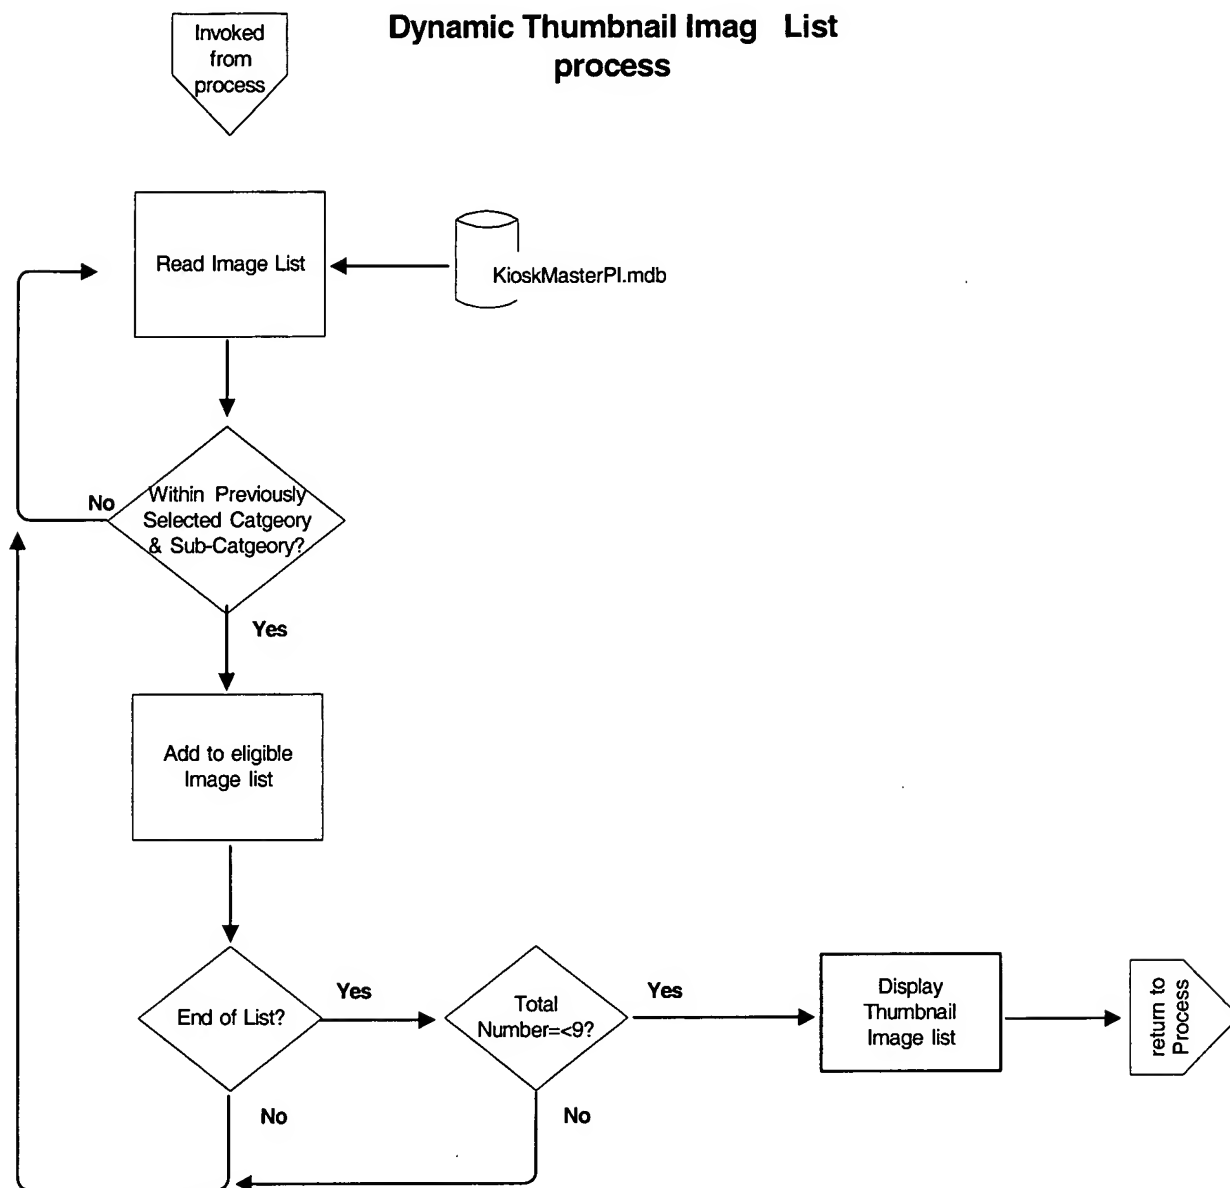 Dynamic Thumbnail Imag List
process
Invoked
from
process
Read Image List
KioskMasterPI.mdb
No
Within Previously
Selected Catgeory
& Sub-Catgeory?
Yes
Add to eligible
Image list
End of List?
Yes
Total
Number=<9?
Yes
Display
Thumbnail
Image list
return to
Process
No
No